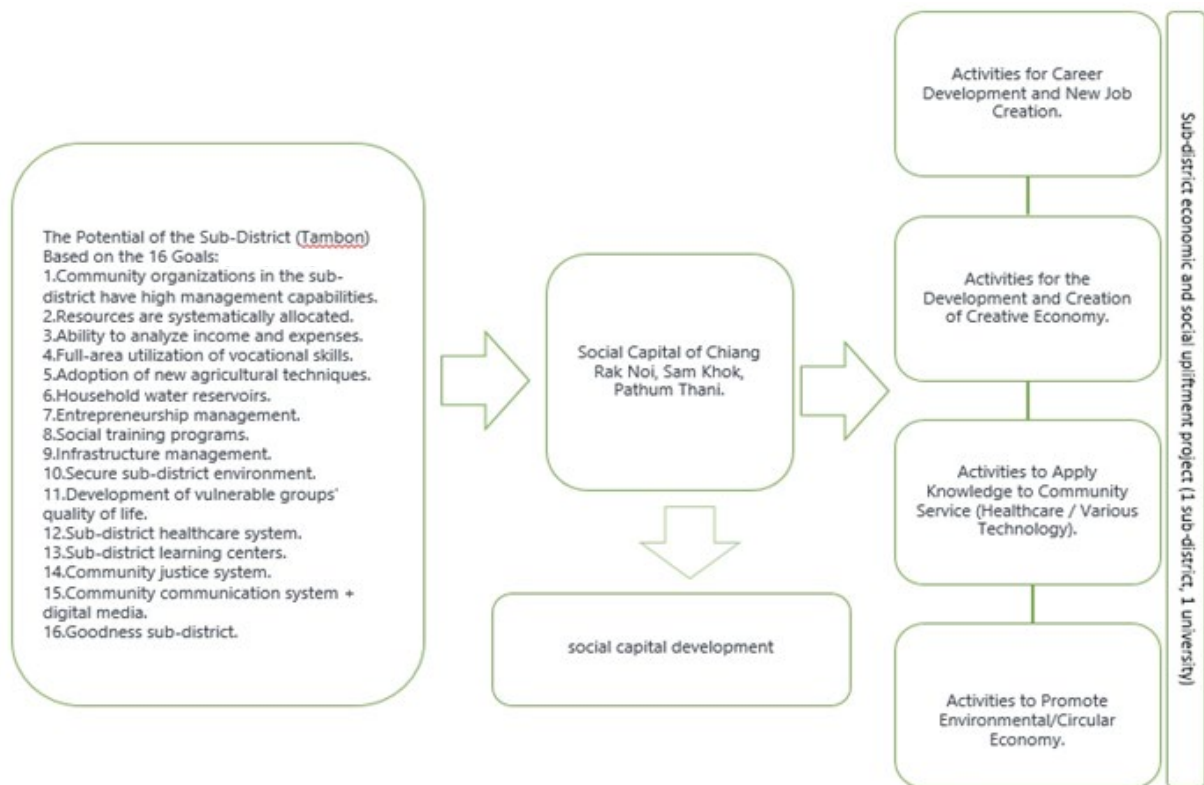 The Potential of the Sub-District (Tambon)
Based on the 16 Goals:
1.Community organizations in the sub-
district have high management capabilities.
2.Resources are systematically allocated.
3.Ability to analyze income and expenses.
4.Full-area utilization of vocational skills.
5.Adoption of new agricultural techniques.
6.Household water reservoirs.
7.Entrepreneurship management.
8.Social training programs.
9.Infrastructure management.
10.Secure sub-district environment.
11.Development of vulnerable groups'
quality of life.
12.Sub-district healthcare system.
13.Sub-district learning centers.
14.Community justice system.
15.Community communication system +
digital media.
16.Goodness sub-district.
Social Capital of Chiang
Rak Noi, Sam Khok,
Pathum Thani.
social capital development
Activities for Career
Development and New Job
Creation.
Activities for the
Development and Creation
of Creative Economy.
Activities to Apply
Knowledge to Community
Service (Healthcare / Various
Technology).
Activities to Promote
Environmental/Circular
Economy.
Sub-district economic and social upliftment project (1 sub-district, 1 university)